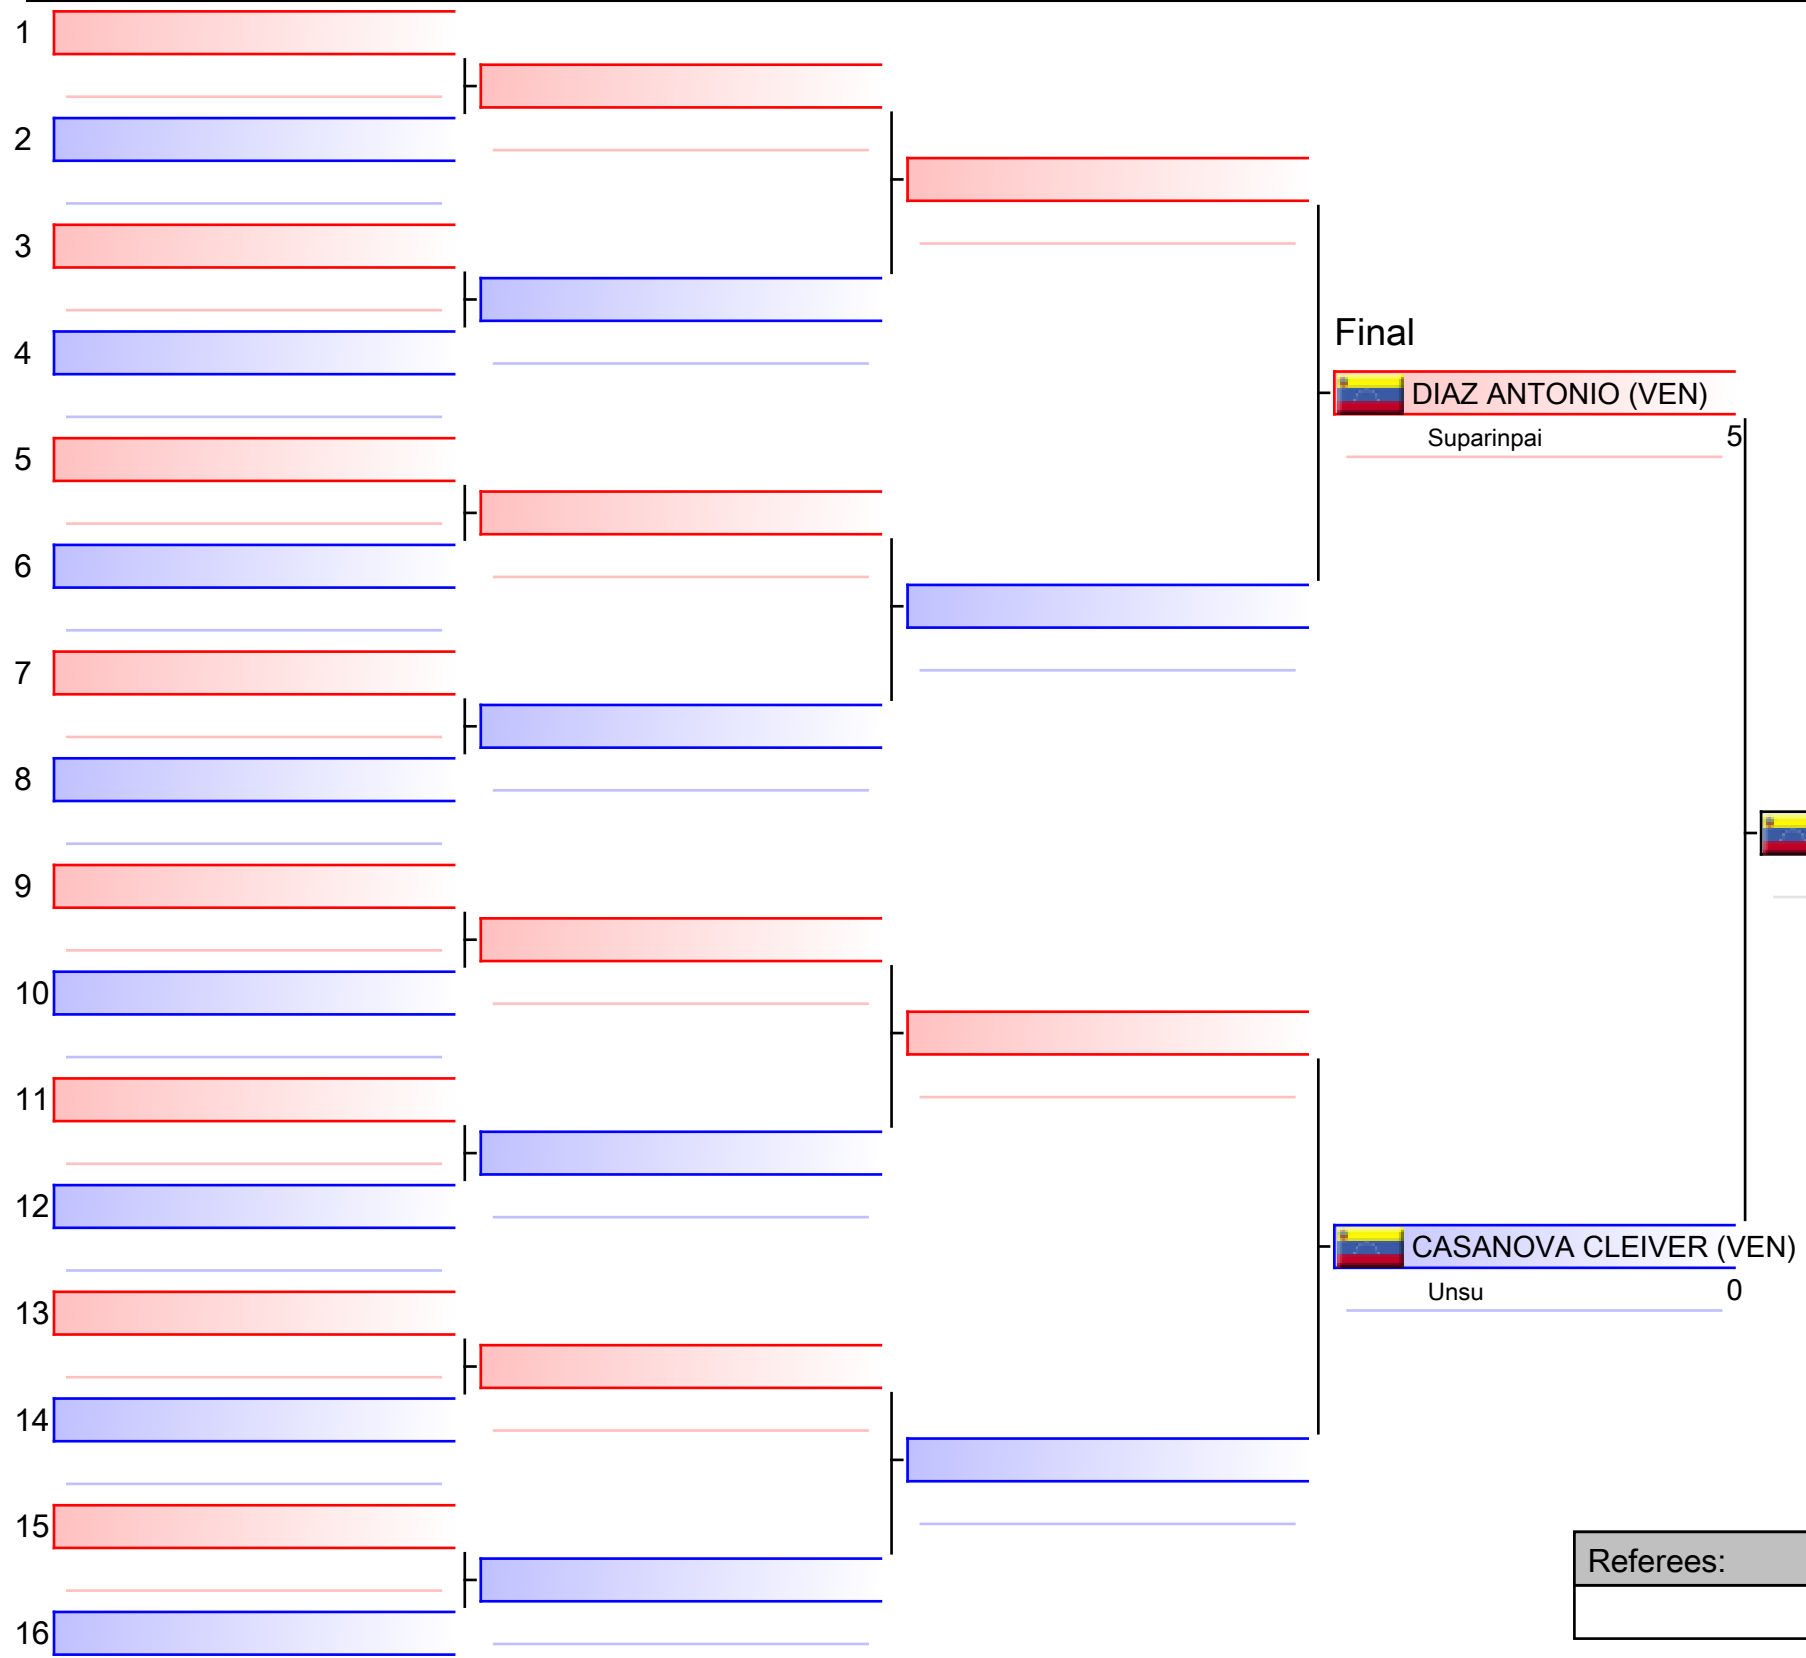 1
2
3
4
Final
DIAZ ANTONIO (VEN)
Suparinpai 5
5
6
7
8
9
10
11
12
CASANOVA CLEIVER (VEN)
Unsu 0
13
14
15
Referees:
16